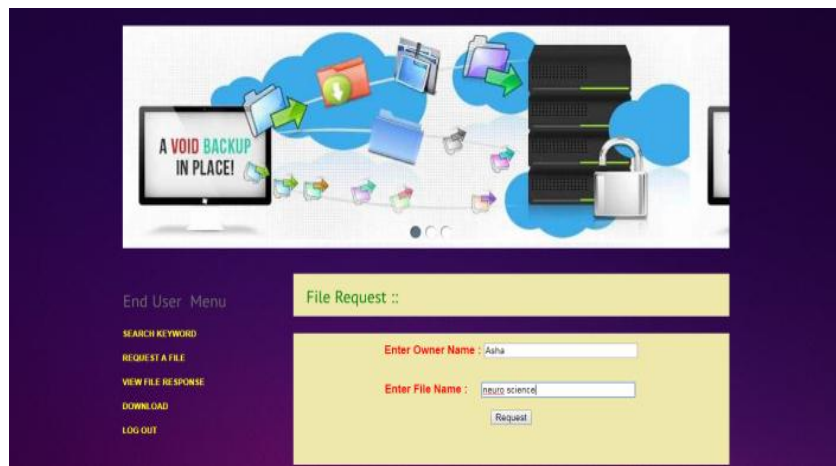 A VOID BACKUP
IN PLACE!
End User Menu
SEARCH KEYWORD
REQUEST A FILE
VIEW FILE RESPONSE
DOWNLOAD
LOG OUT
File Request ::
Enter Owner Name : Asha
Enter File Name : neuro science
Request